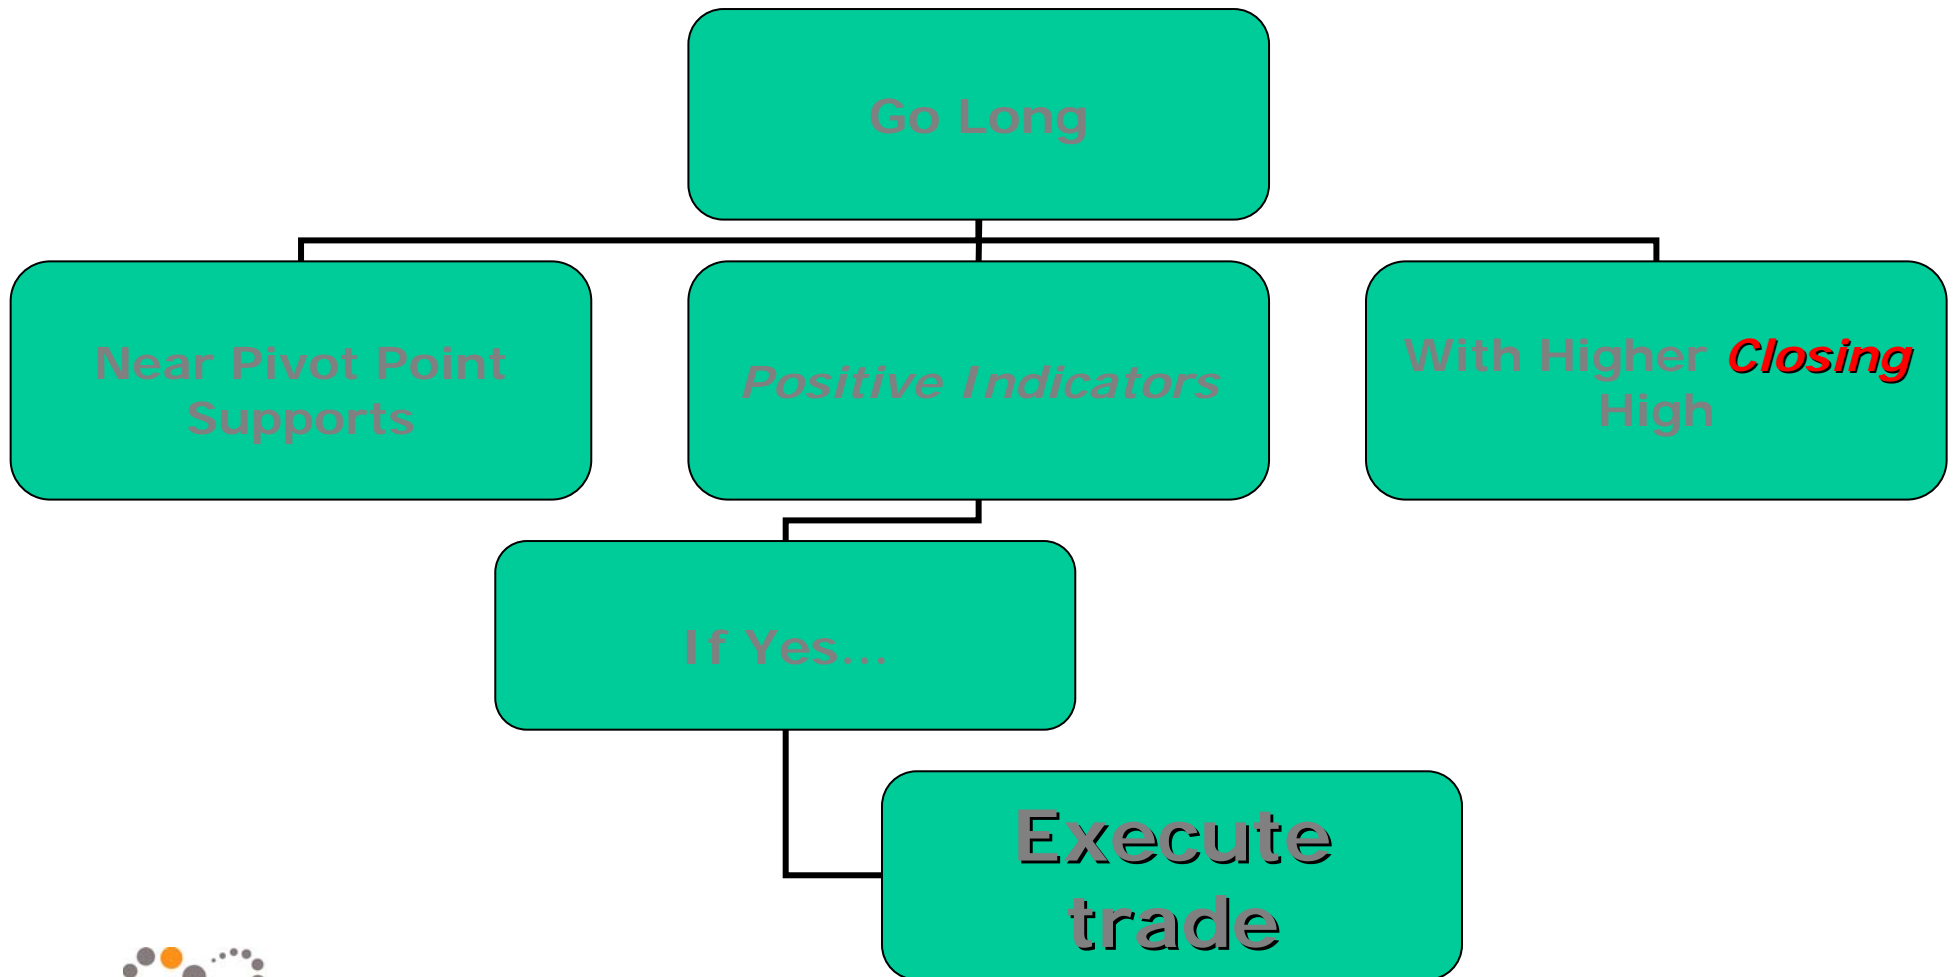 Go Long
Near Pivot Point
Supports
Positive Indicators
With Higher Closing
High
If Yes...
Execute
trade